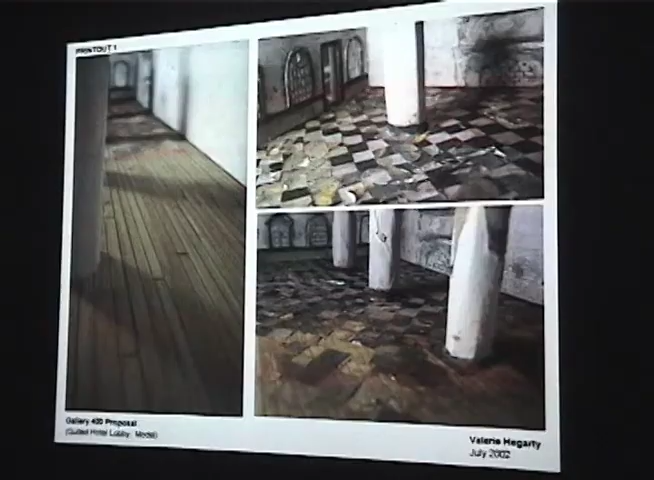 PRINTOUT 1
Gallery 400 Proposal
(Gutted Hotel Lobby: Model)
Valerie Hegarty
July 2002